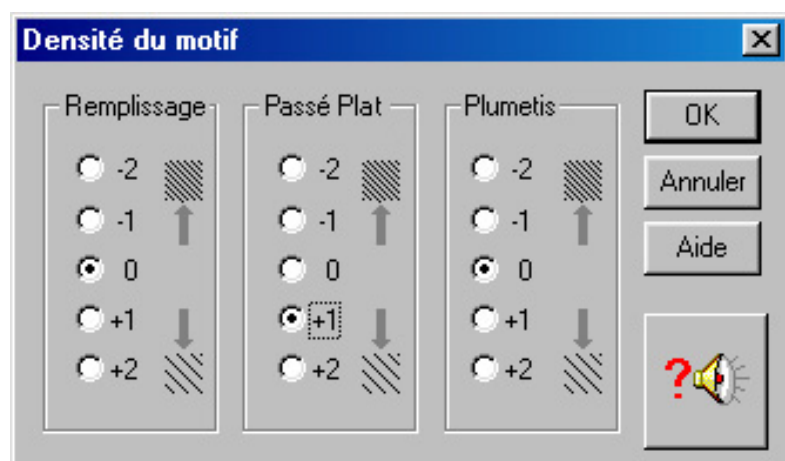 Densité du motif
Remplissage
-2
-1
0
+1
+2
Passé Plat
-2
-1
0
+1
+2
Plumetis
-2
-1
0
+1
+2
OK
Annuler
Aide
?